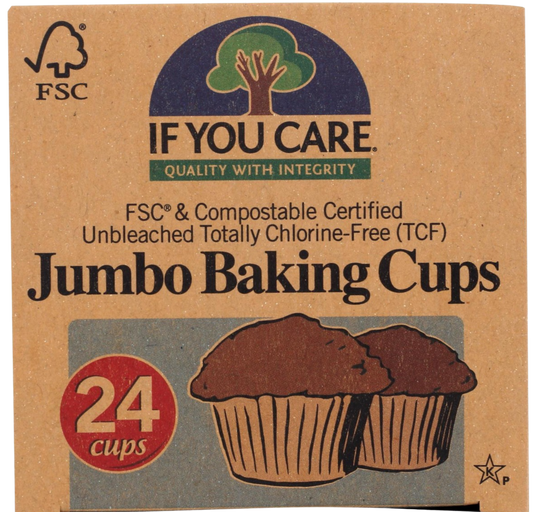 FSC
IF YOU CARE®
QUALITY WITH INTEGRITY
FSC® & Compostable Certified
Unbleached Totally Chlorine-Free (TCF)
Jumbo Baking Cups
24
cups
K P